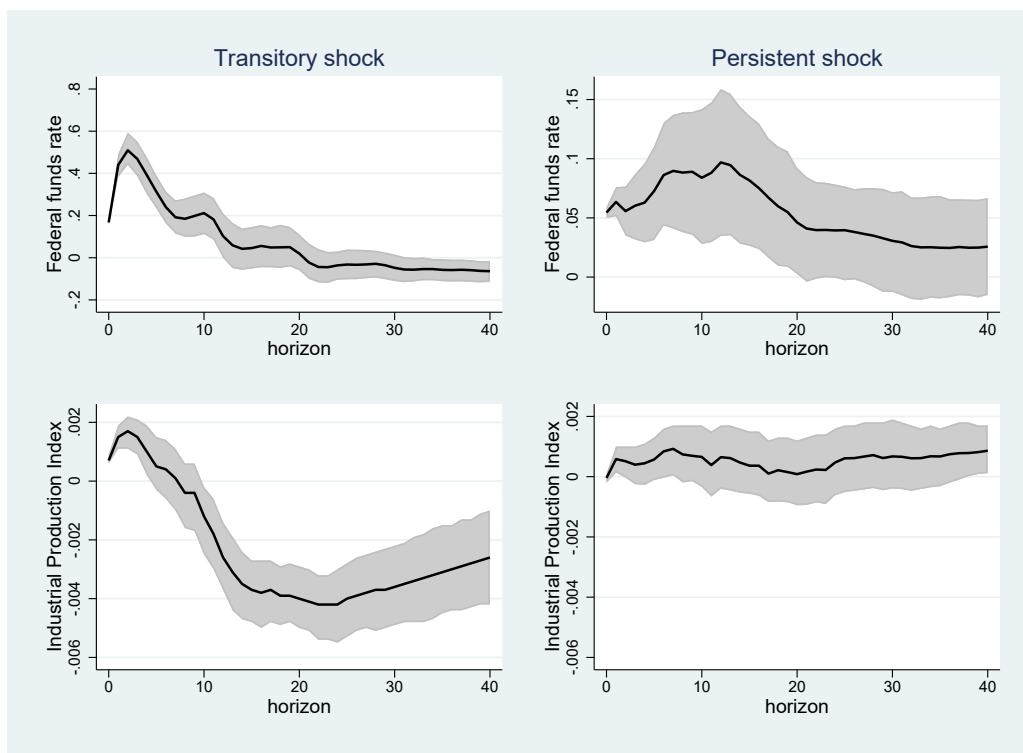 Transitory shock
Federal funds rate
.8
.6
.4
.2
0
-.2
0 10 20 30 40
horizon
Persistent shock
Federal funds rate
.15
.1
.05
0
0 10 20 30 40
horizon
Industrial Production Index
.002
0
-.002
-.004
-.006
0 10 20 30 40
horizon
Industrial Production Index
.002
0
-.002
-.004
-.006
0 10 20 30 40
horizon